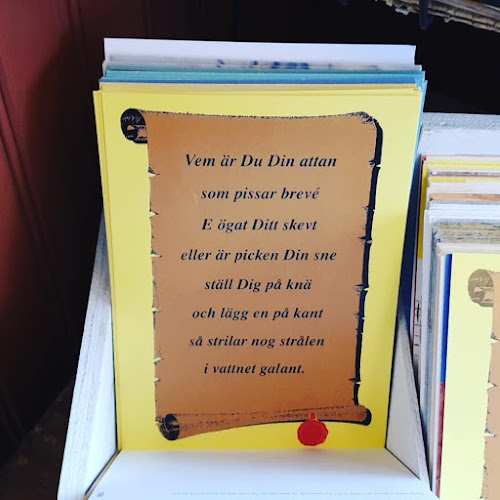 Vem är Du Din attan
som pissar brevé
E ögat Ditt skevt
eller är picken Din sne
ställ Dig på knä
och lägg en på kant
så strilar nog strålen
i vattnet galant.